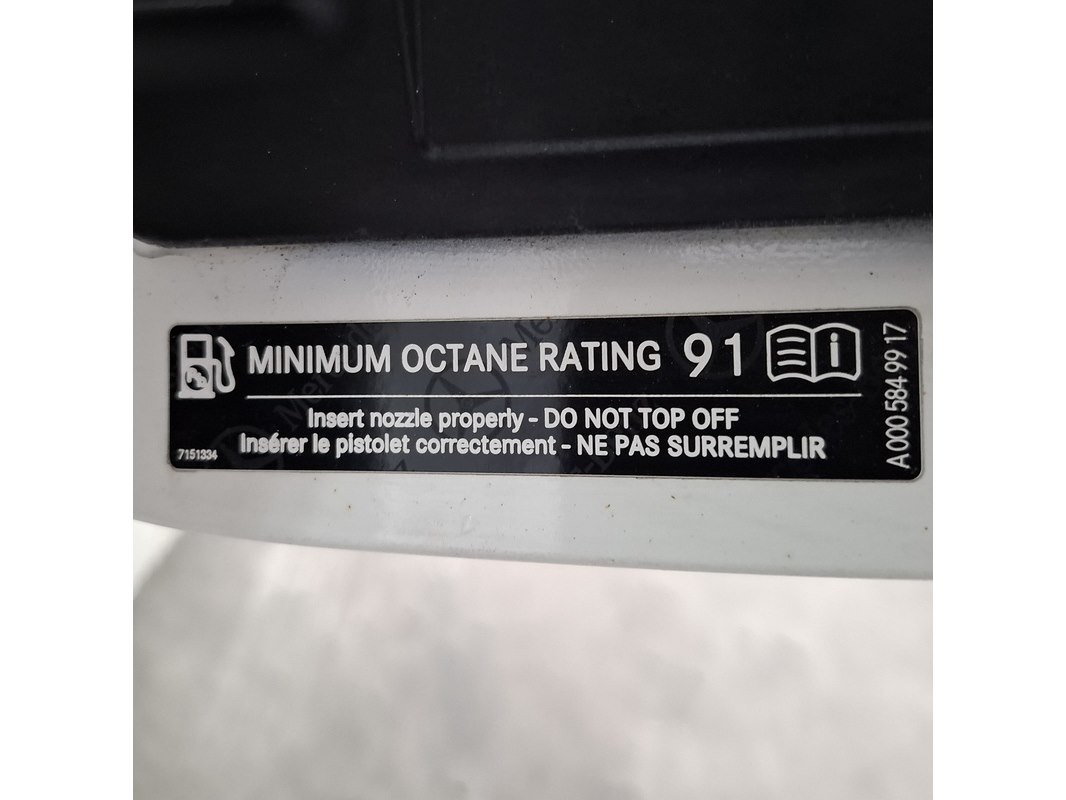 MINIMUM OCTANE RATING 91
Insert nozzle properly - DO NOT TOP OFF
Insérer le pistolet correctement - NE PAS SURREMPLIR
7151334
A 000 584 99 17